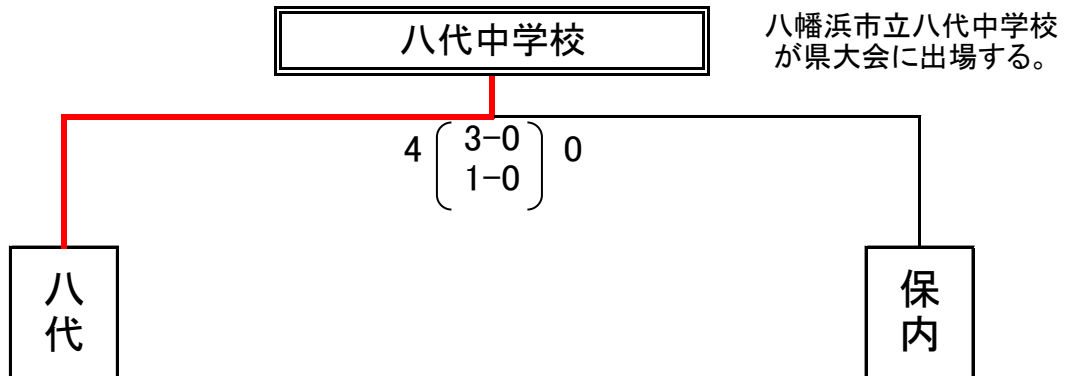 八代中学校
八幡浜市立八代中学校
が県大会に出場する。
4 3-0 0
1-0
八代
保内